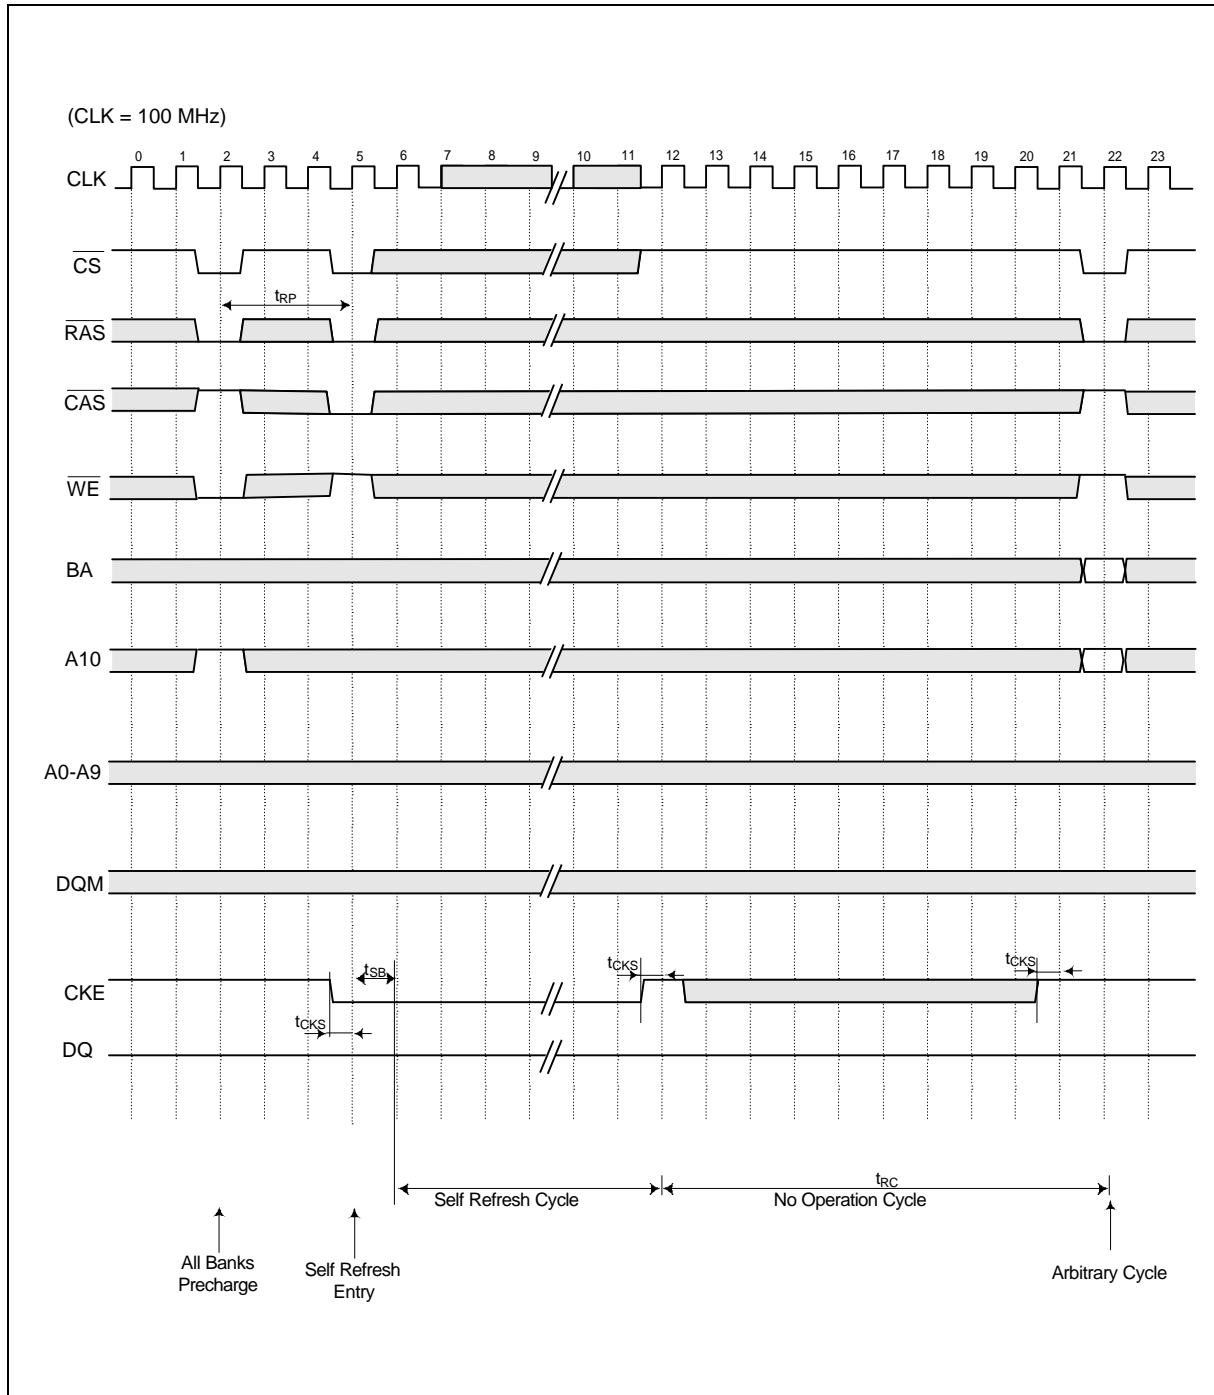 (CLK = 100 MHz)
0 1 2 3 4 5 6 7 8 9 10 11 12 13 14 15 16 17 18 19 20 21 22 23
CLK
CS
tRP
RAS
CAS
WE
BA
A10
A0-A9
DQM
tSB
tCKS
tCKS
CKE
tCKS
DQ
tRC
Self Refresh Cycle
No Operation Cycle
All Banks
Precharge
Self Refresh
Entry
Arbitrary Cycle